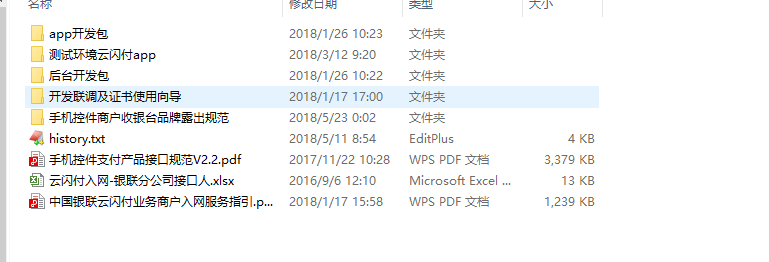 名称 修改日期 类型 大小
app开发包 2018/1/26 10:23 文件夹
测试环境云闪付app 2018/3/12 9:20 文件夹
后台开发包 2018/1/26 10:22 文件夹
开发联调及证书使用向导 2018/1/17 17:00 文件夹
手机控件商户收银台品牌露出规范 2018/5/23 0:02 文件夹
history.txt 2018/5/11 8:54 EditPlus 4 KB
手机控件支付产品接口规范V2.2.pdf 2017/11/22 10:28 WPS PDF 文档 3,379 KB
云闪付入网-银联分公司接口人.xlsx 2016/9/6 12:10 Microsoft Excel ... 13 KB
中国银联云闪付业务商户入网服务指引.p... 2018/1/17 15:58 WPS PDF 文档 1,239 KB